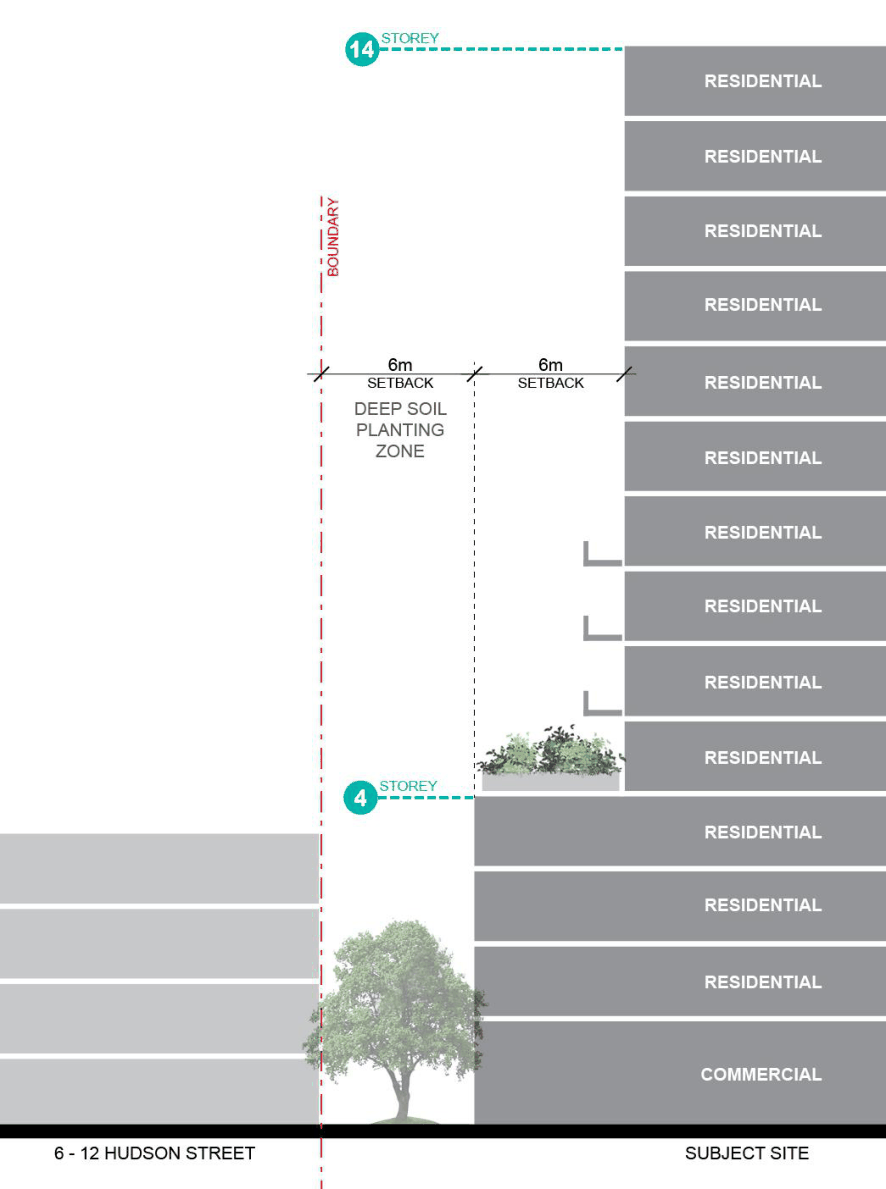 14 STOREY
RESIDENTIAL
RESIDENTIAL
RESIDENTIAL
BOUNDARY
RESIDENTIAL
6m
SETBACK
6m
SETBACK
DEEP SOIL
PLANTING
ZONE
RESIDENTIAL
RESIDENTIAL
RESIDENTIAL
RESIDENTIAL
RESIDENTIAL
RESIDENTIAL
4 STOREY
RESIDENTIAL
RESIDENTIAL
RESIDENTIAL
COMMERCIAL
6 - 12 HUDSON STREET
SUBJECT SITE